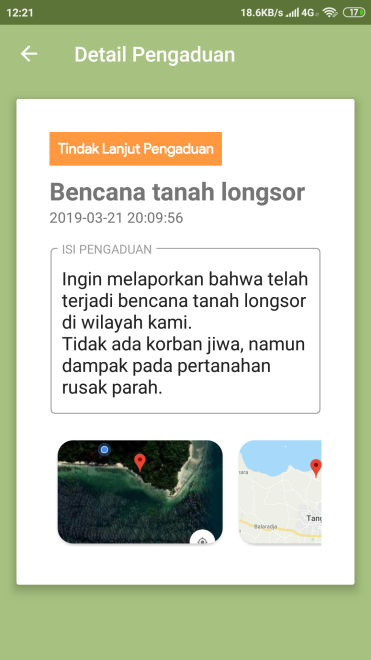 12:21
18.6KB/s 4G 17
Detail Pengaduan
Tindak Lanjut Pengaduan
Bencana tanah longsor
2019-03-21 20:09:56
ISI PENGADUAN
Ingin melaporkan bahwa telah
terjadi bencana tanah longsor
di wilayah kami.
Tidak ada korban jiwa, namun
dampak pada pertanahan
rusak parah.
Tang
Balaradja